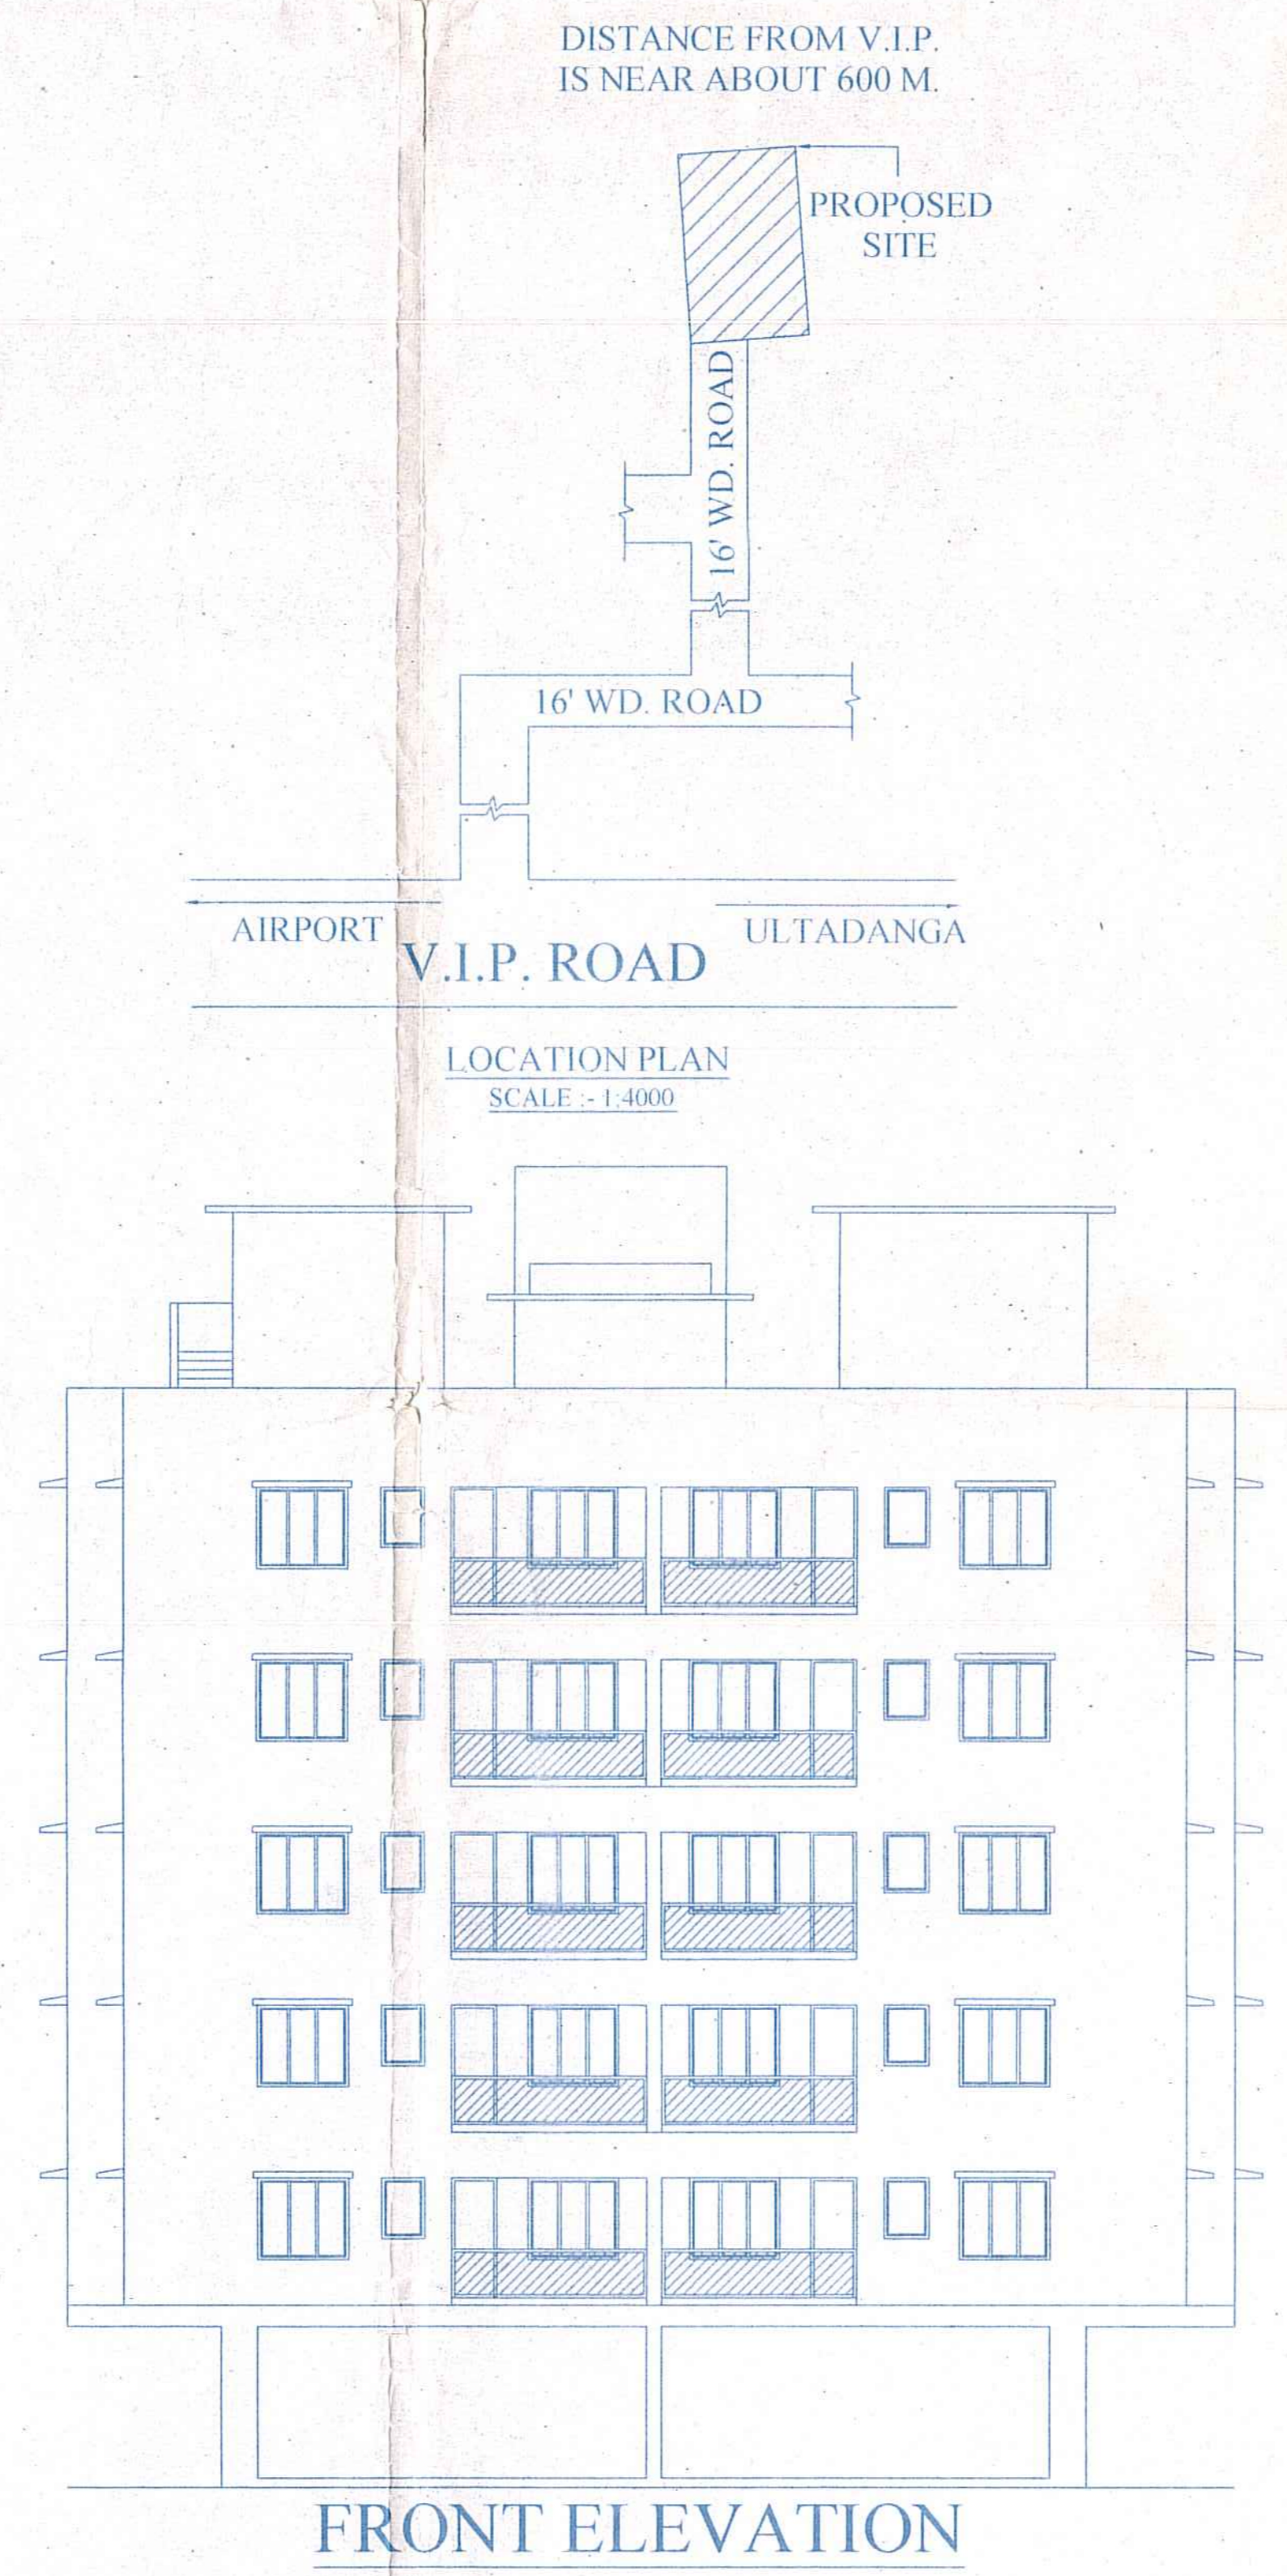 DISTANCE FROM V.I.P.
IS NEAR ABOUT 600 M.
PROPOSED
SITE
16' WD. ROAD
16' WD. ROAD
AIRPORT
ULTADANGA
V.I.P. ROAD
LOCATION PLAN
SCALE :- 1:4000
FRONT ELEVATION